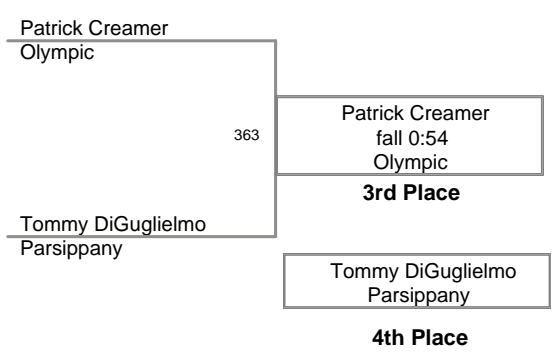 Patrick Creamer
Olympic
363
Patrick Creamer
fall 0:54
Olympic
3rd Place
Tommy DiGuglielmo
Parsippany
Tommy DiGuglielmo
Parsippany
4th Place